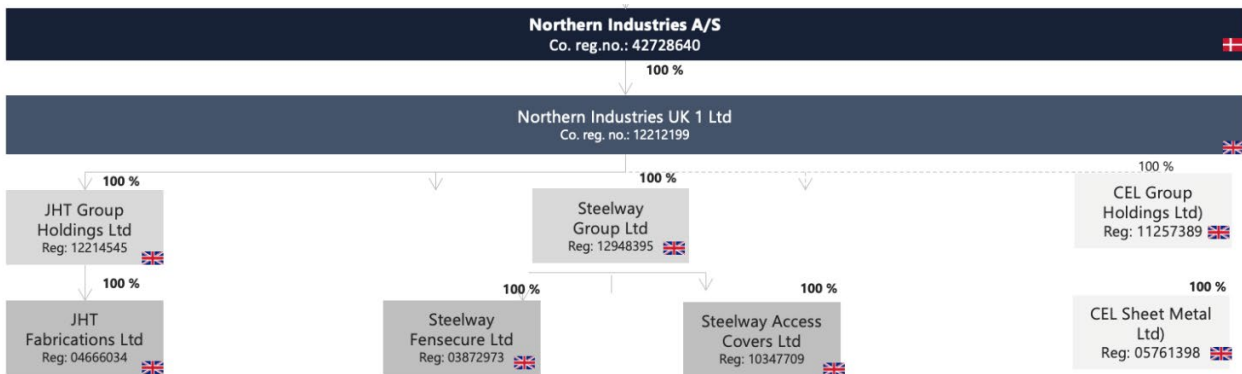 Northern Industries A/S
Co. reg.no.: 42728640
100 %
Northern Industries UK 1 Ltd
Co. reg. no.: 12212199
100 %
JHT Group
Holdings Ltd
Reg: 12214545
100 %
Steelway
Group Ltd
Reg: 12948395
100 %
CEL Group
Holdings Ltd)
Reg: 11257389
100 %
JHT
Fabrications Ltd
Reg: 04666034
100 %
Steelway
Fensecure Ltd
Reg: 03872973
100 %
Steelway Access
Covers Ltd
Reg: 10347709
100 %
CEL Sheet Metal
Ltd)
Reg: 05761398